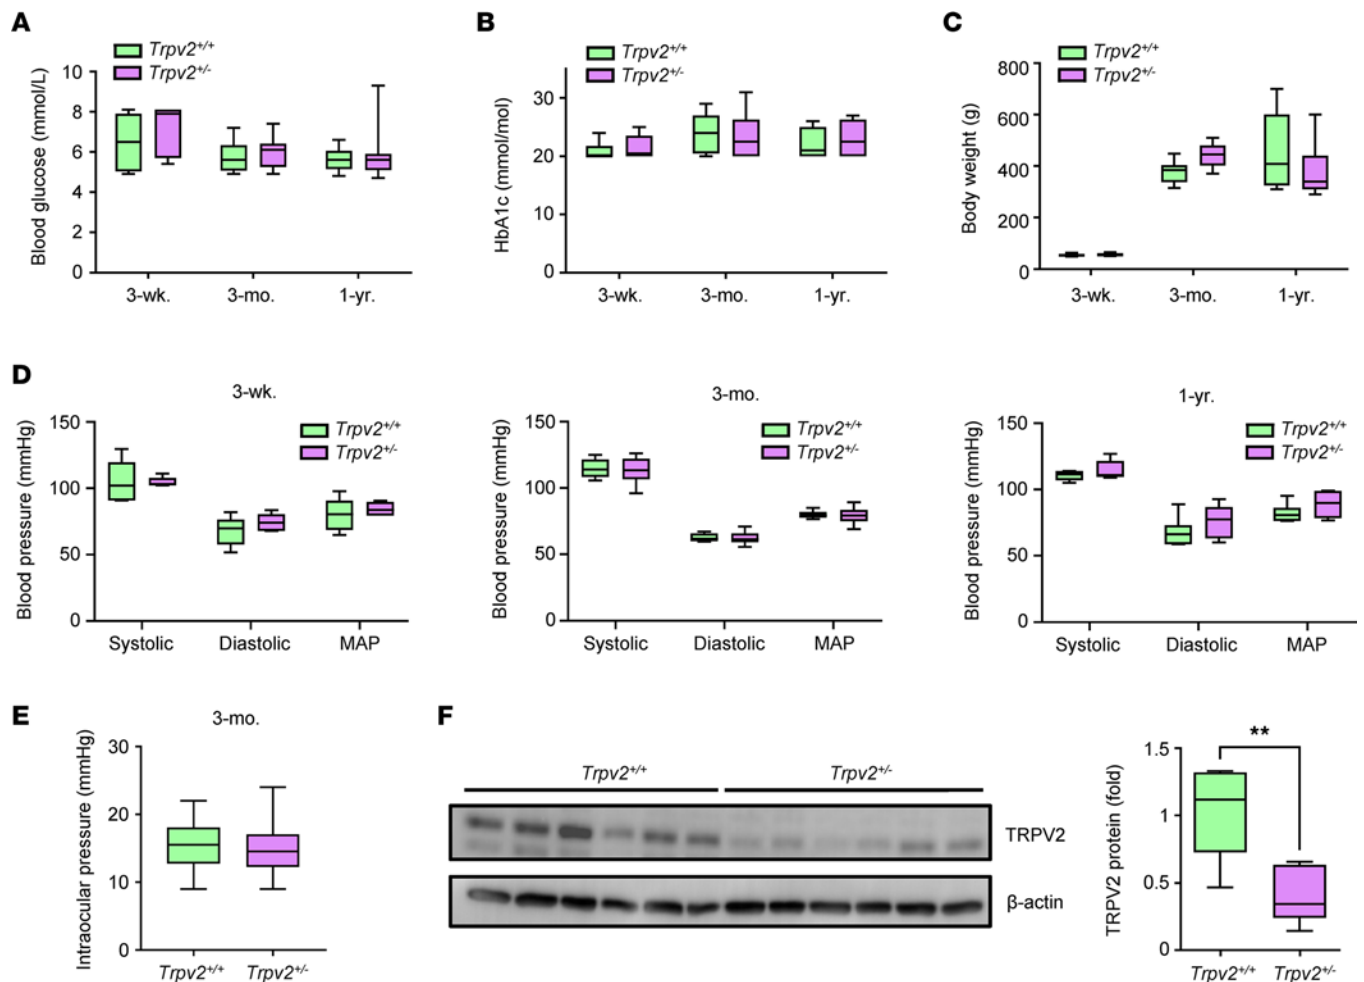 A
Trpv2+/+
Trpv2+/-
Blood glucose (mmol/L)
10
8
6
4
2
0
3-wk.
3-mo.
1-yr.
B
Trpv2+/+
Trpv2+/-
HbA1c (mmol/mol)
30
20
10
0
3-wk.
3-mo.
1-yr.
C
Trpv2+/+
Trpv2+/-
Body weight (g)
800
600
400
200
0
3-wk.
3-mo.
1-yr.
D
3-wk.
Trpv2+/+
Trpv2+/-
Blood pressure (mmHg)
150
100
50
0
Systolic
Diastolic
MAP
3-mo.
Trpv2+/+
Trpv2+/-
Blood pressure (mmHg)
150
100
50
0
Systolic
Diastolic
MAP
1-yr.
Trpv2+/+
Trpv2+/-
Blood pressure (mmHg)
150
100
50
0
Systolic
Diastolic
MAP
E
3-mo.
Intraocular pressure (mmHg)
30
20
10
0
Trpv2+/+
Trpv2+/-
F
Trpv2+/+
Trpv2+/-
TRPV2
β-actin
**
TRPV2 protein (fold)
1.5
1
0.5
0
Trpv2+/+
Trpv2+/-